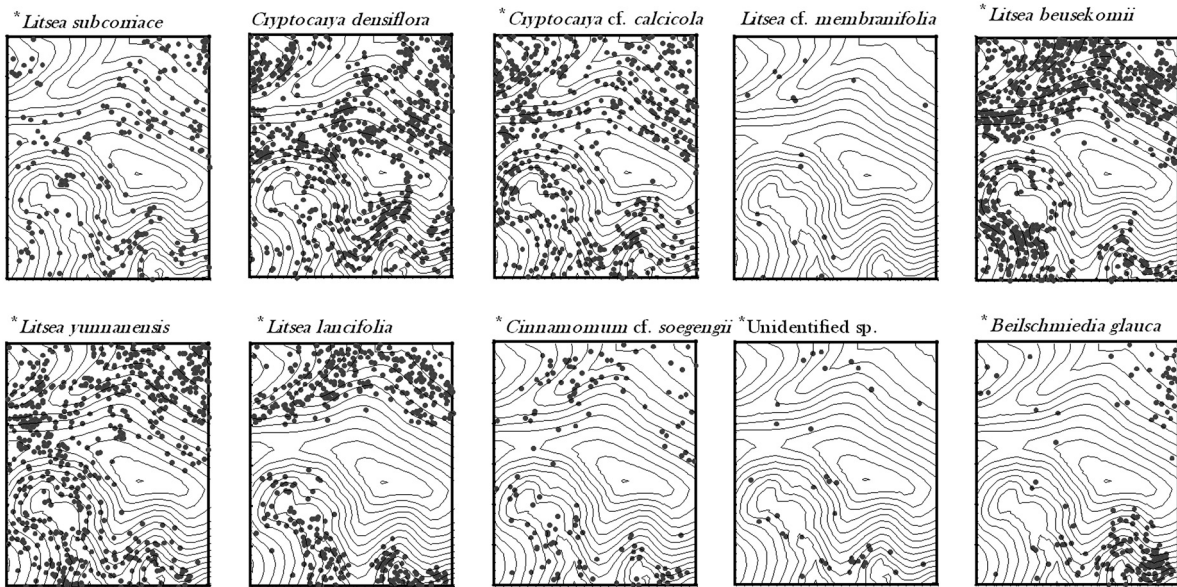 *Litsea subconiace
Cryptocarya densiflora
*Cryptocarya cf. calcicola
Litsea cf. membranifolia
*Litsea beusekomii
*Litsea yunnanensis
*Litsea lancifolia
*Cinnamomum cf. soegengii
*Unidentified sp.
*Beilschmiedia glauca